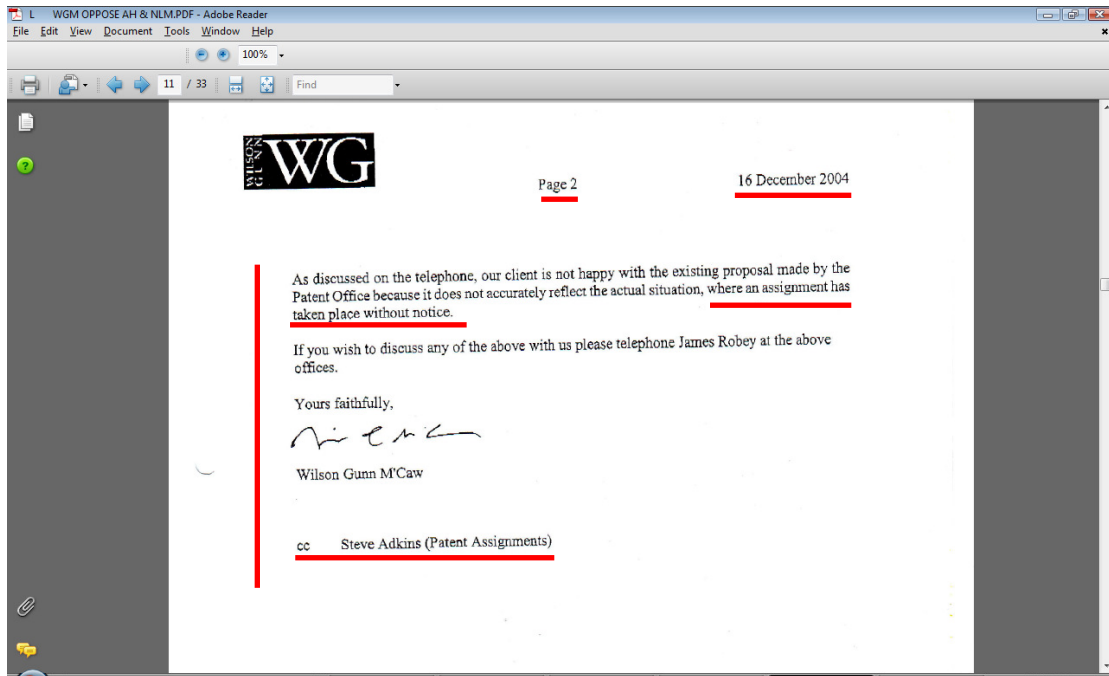 L WGM OPPOSE AH & NLM.PDF - Adobe Reader
File Edit View Document Tools Window Help
100%
11 / 33 Find
WILSON GUNN
WG
Page 2
16 December 2004
As discussed on the telephone, our client is not happy with the existing proposal made by the
Patent Office because it does not accurately reflect the actual situation, where an assignment has
taken place without notice.
If you wish to discuss any of the above with us please telephone James Robey at the above
offices.
Yours faithfully,
Wilson Gunn M'Caw
cc Steve Adkins (Patent Assignments)